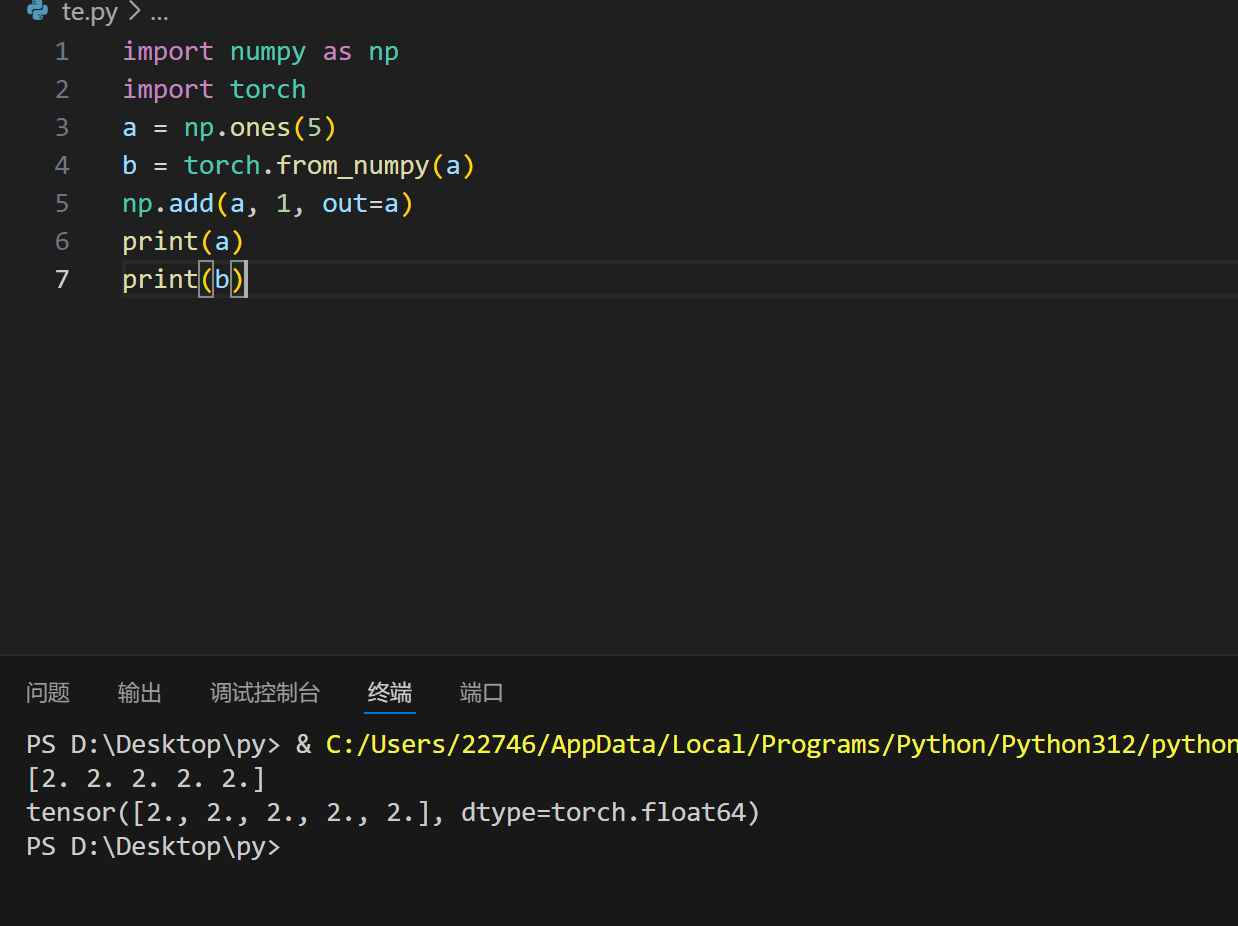 te.py > ...
1 import numpy as np
2 import torch
3 a = np.ones(5)
4 b = torch.from_numpy(a)
5 np.add(a, 1, out=a)
6 print(a)
7 print(b)
问题 输出 调试控制台 终端 端口
PS D:\Desktop\py> & C:/Users/22746/AppData/Local/Programs/Python/Python312/python
[2. 2. 2. 2. 2.]
tensor([2., 2., 2., 2., 2.], dtype=torch.float64)
PS D:\Desktop\py>